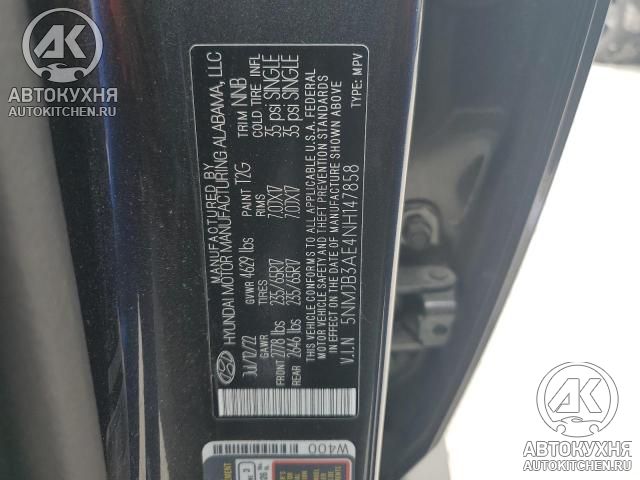 АВТОКУХНЯ
AUTOKITCHEN.RU
MANUFACTURED BY
HYUNDAI MOTOR MANUFACTURING ALABAMA, LLC
JUL/12/22 GVWR 4629 lbs PAINT T2G TRIM NNB
GAWR TIRES RIMS COLD TIRE INFL
FRONT 2778 lbs 235/65R17 7.0JX17 35 psi SINGLE
REAR 2646 lbs 235/65R17 7.0JX17 35 psi SINGLE
THIS VEHICLE CONFORMS TO ALL APPLICABLE U.S.A. FEDERAL
MOTOR VEHICLE SAFETY AND THEFT PREVENTION STANDARDS
IN EFFECT ON THE DATE OF MANUFACTURE SHOWN ABOVE
V.I.N 5NMJB3AE4NH147858 TYPE: MPV
W400
АВТОКУХНЯ
AUTOKITCHEN.RU